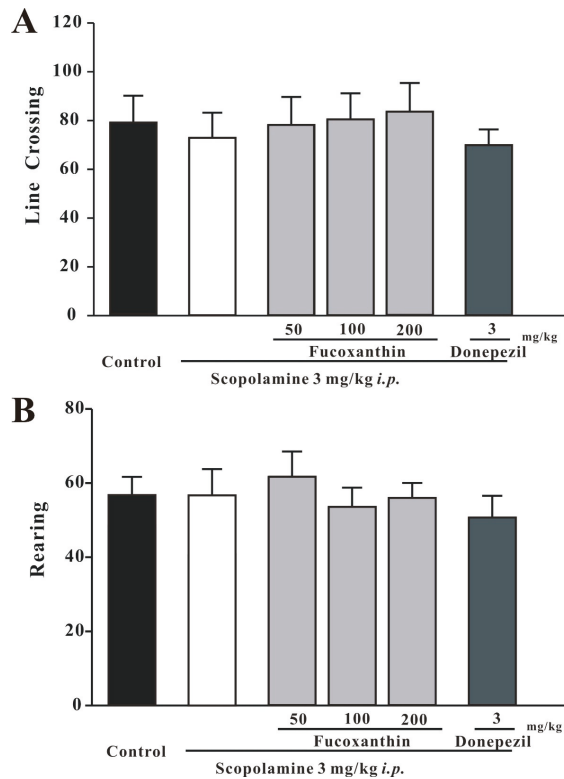 A
120
100
80
60
40
20
0
Line Crossing
50 100 200 3 mg/kg
Fucoxanthin Donepezil
Control
Scopolamine 3 mg/kg i.p.
B
80
60
40
20
0
Rearing
50 100 200 3 mg/kg
Fucoxanthin Donepezil
Control
Scopolamine 3 mg/kg i.p.